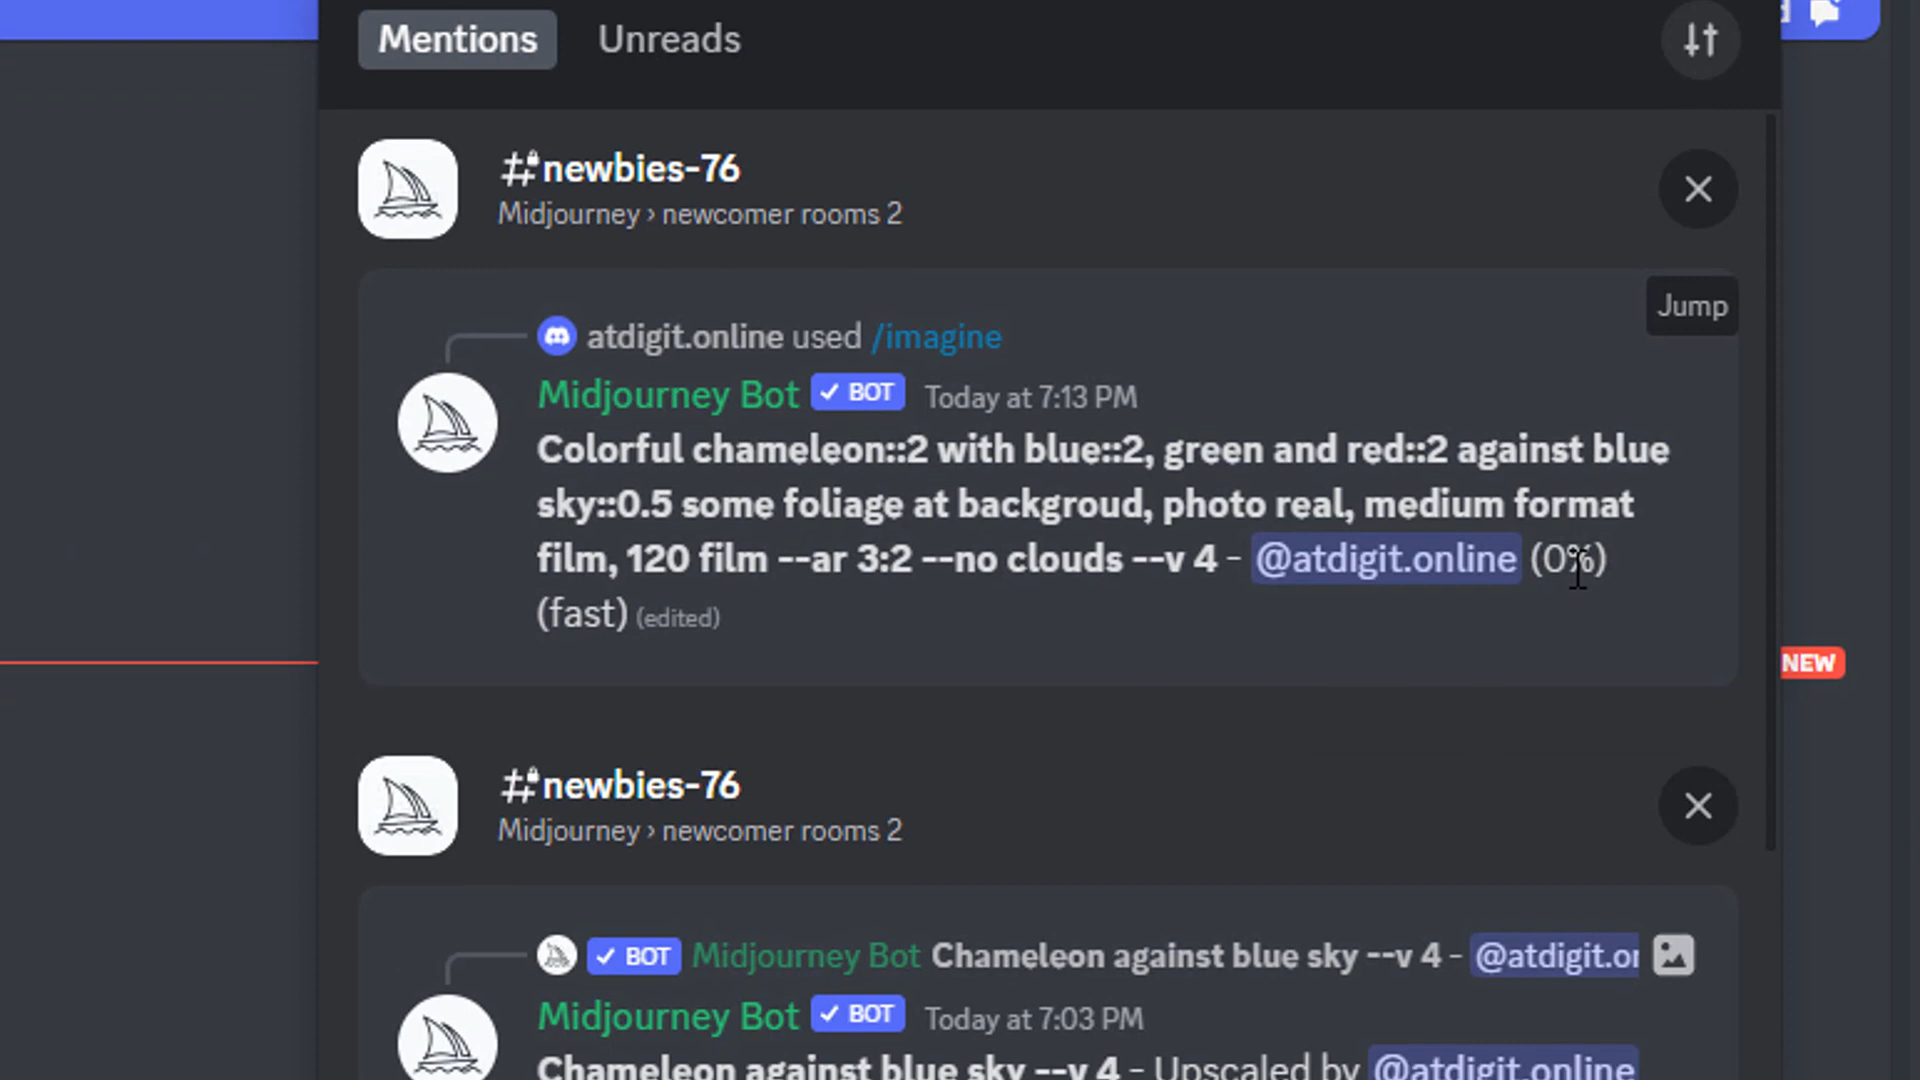 Mentions Unreads
#newbies-76
Midjourney › newcomer rooms 2
Jump
atdigit.online used /imagine
Midjourney Bot ✓ BOT Today at 7:13 PM
Colorful chameleon::2 with blue::2, green and red::2 against blue
sky::0.5 some foliage at backgroud, photo real, medium format
film, 120 film --ar 3:2 --no clouds --v 4 - @atdigit.online (0%)
(fast) (edited)
NEW
#newbies-76
Midjourney › newcomer rooms 2
✓ BOT Midjourney Bot Chameleon against blue sky --v 4 - @atdigit.or
Midjourney Bot ✓ BOT Today at 7:03 PM
Chameleon against blue sky --v 4 - Upscaled by @atdigit.online